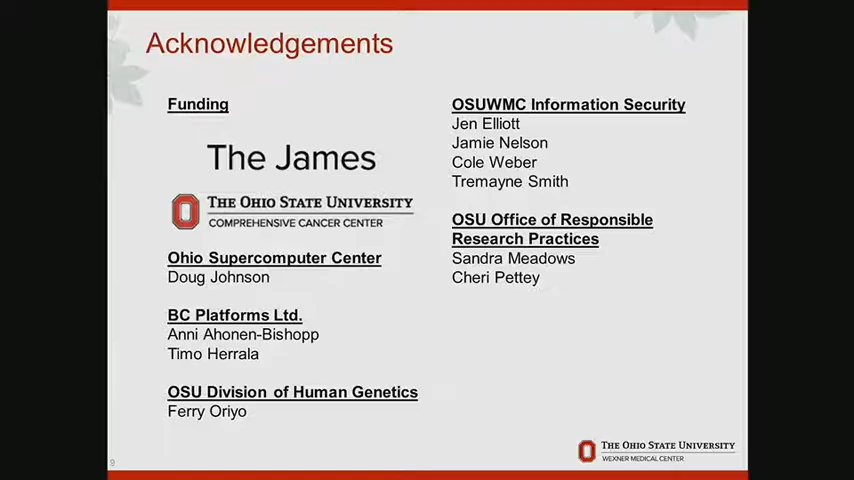 Acknowledgements
Funding
The James
THE OHIO STATE UNIVERSITY
COMPREHENSIVE CANCER CENTER
Ohio Supercomputer Center
Doug Johnson
BC Platforms Ltd.
Anni Ahonen-Bishopp
Timo Herrala
OSU Division of Human Genetics
Ferry Oriyo
OSUWMC Information Security
Jen Elliott
Jamie Nelson
Cole Weber
Tremayne Smith
OSU Office of Responsible
Research Practices
Sandra Meadows
Cheri Pettey
THE OHIO STATE UNIVERSITY
WEXNER MEDICAL CENTER
9